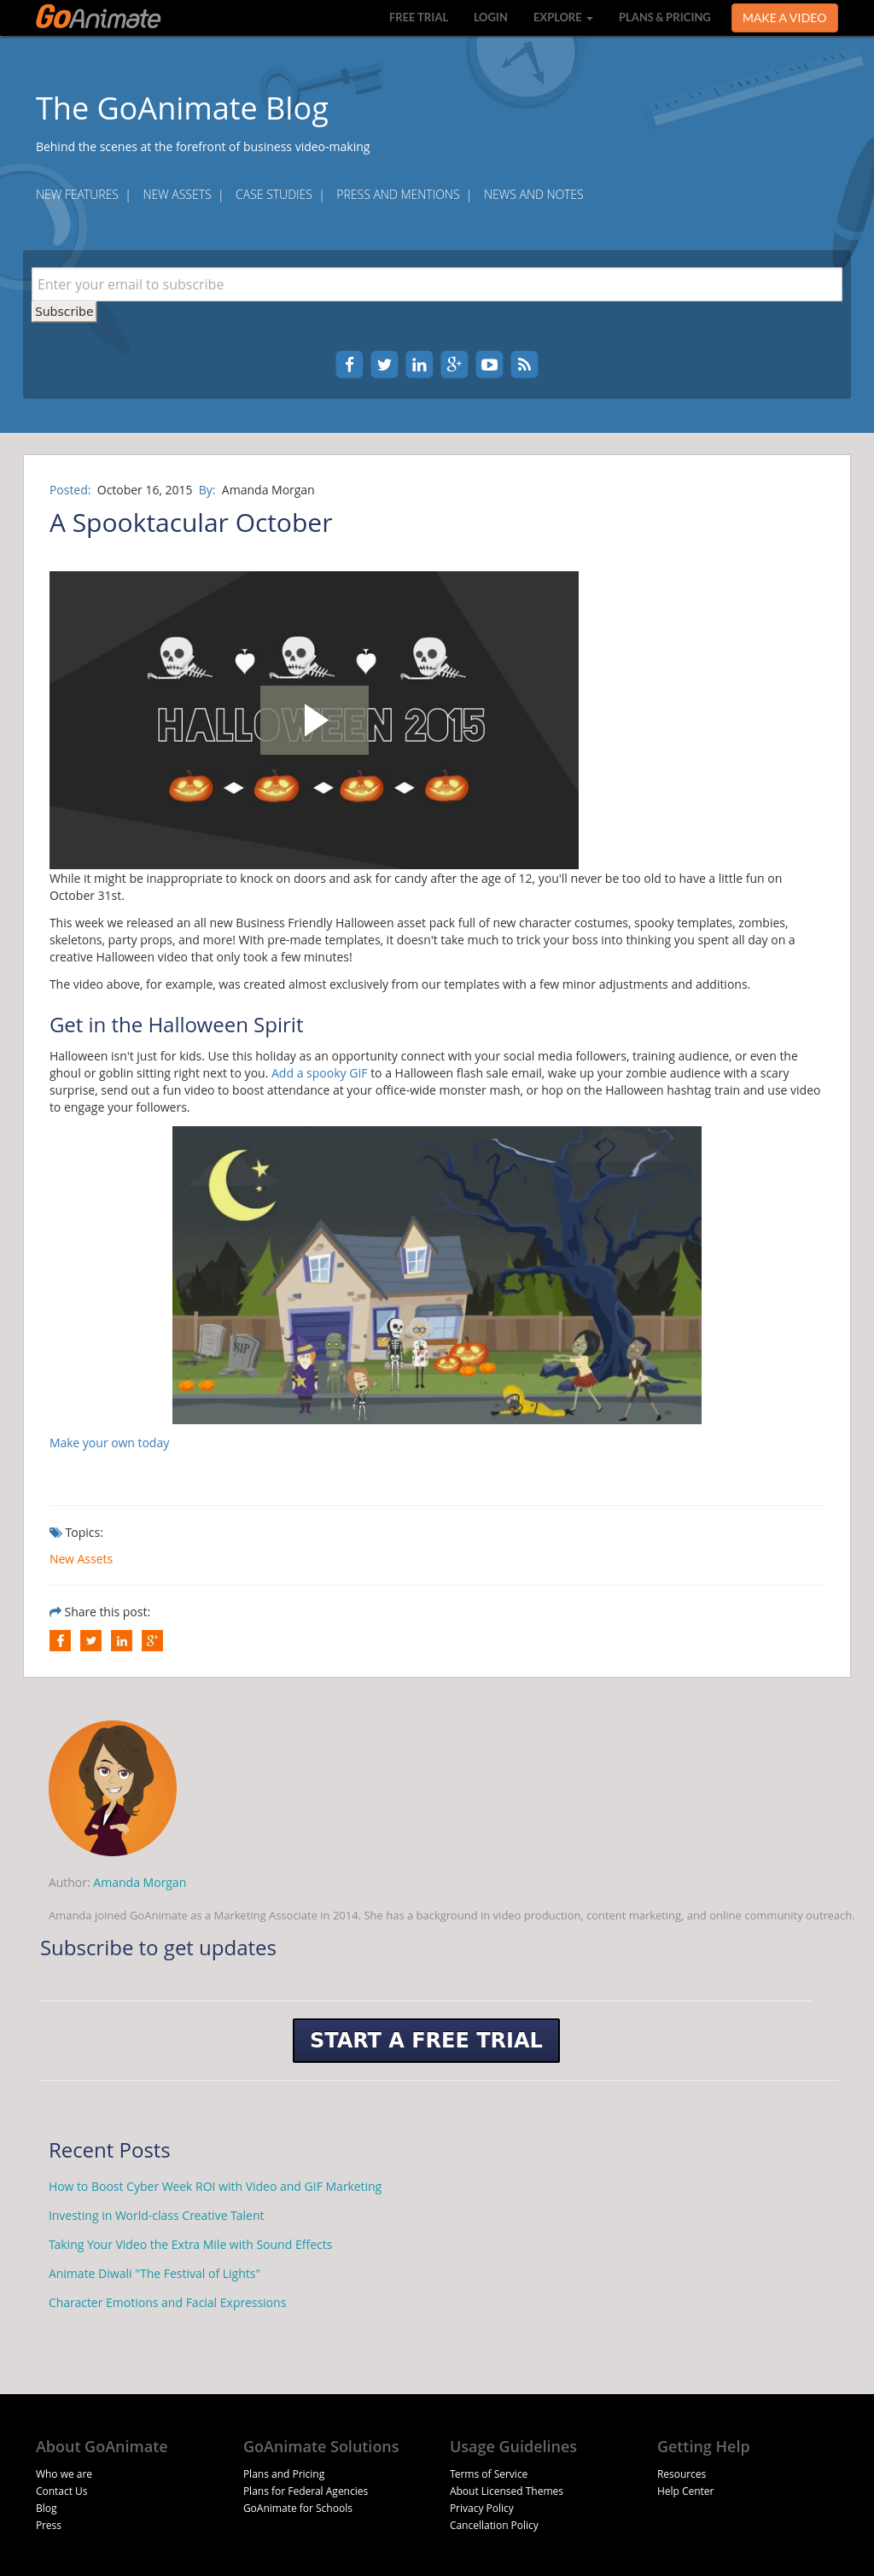 GoAnimate
FREE TRIAL LOGIN EXPLORE PLANS & PRICING MAKE A VIDEO
The GoAnimate Blog
Behind the scenes at the forefront of business video-making
NEW FEATURES | NEW ASSETS | CASE STUDIES | PRESS AND MENTIONS | NEWS AND NOTES
Enter your email to subscribe
Subscribe
Posted: October 16, 2015 By: Amanda Morgan
A Spooktacular October
HALLOWEEN 2015
While it might be inappropriate to knock on doors and ask for candy after the age of 12, you'll never be too old to have a little fun on
October 31st.
This week we released an all new Business Friendly Halloween asset pack full of new character costumes, spooky templates, zombies,
skeletons, party props, and more! With pre-made templates, it doesn't take much to trick your boss into thinking you spent all day on a
creative Halloween video that only took a few minutes!
The video above, for example, was created almost exclusively from our templates with a few minor adjustments and additions.
Get in the Halloween Spirit
Halloween isn't just for kids. Use this holiday as an opportunity connect with your social media followers, training audience, or even the
ghoul or goblin sitting right next to you. Add a spooky GIF to a Halloween flash sale email, wake up your zombie audience with a scary
surprise, send out a fun video to boost attendance at your office-wide monster mash, or hop on the Halloween hashtag train and use video
to engage your followers.
RIP
Make your own today
Topics:
New Assets
Share this post:
Author: Amanda Morgan
Amanda joined GoAnimate as a Marketing Associate in 2014. She has a background in video production, content marketing, and online community outreach.
Subscribe to get updates
START A FREE TRIAL
Recent Posts
How to Boost Cyber Week ROI with Video and GIF Marketing
Investing in World-class Creative Talent
Taking Your Video the Extra Mile with Sound Effects
Animate Diwali "The Festival of Lights"
Character Emotions and Facial Expressions
About GoAnimate
Who we are
Contact Us
Blog
Press
GoAnimate Solutions
Plans and Pricing
Plans for Federal Agencies
GoAnimate for Schools
Usage Guidelines
Terms of Service
About Licensed Themes
Privacy Policy
Cancellation Policy
Getting Help
Resources
Help Center